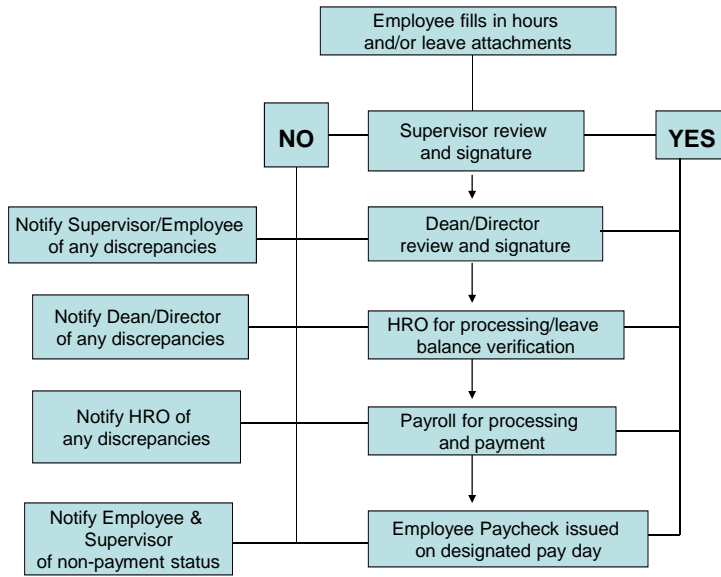 Employee fills in hours
and/or leave attachments
NO
Supervisor review
and signature
YES
Notify Supervisor/Employee
of any discrepancies
Dean/Director
review and signature
Notify Dean/Director
of any discrepancies
HRO for processing/leave
balance verification
Notify HRO of
any discrepancies
Payroll for processing
and payment
Notify Employee &
Supervisor
of non-payment status
Employee Paycheck issued
on designated pay day